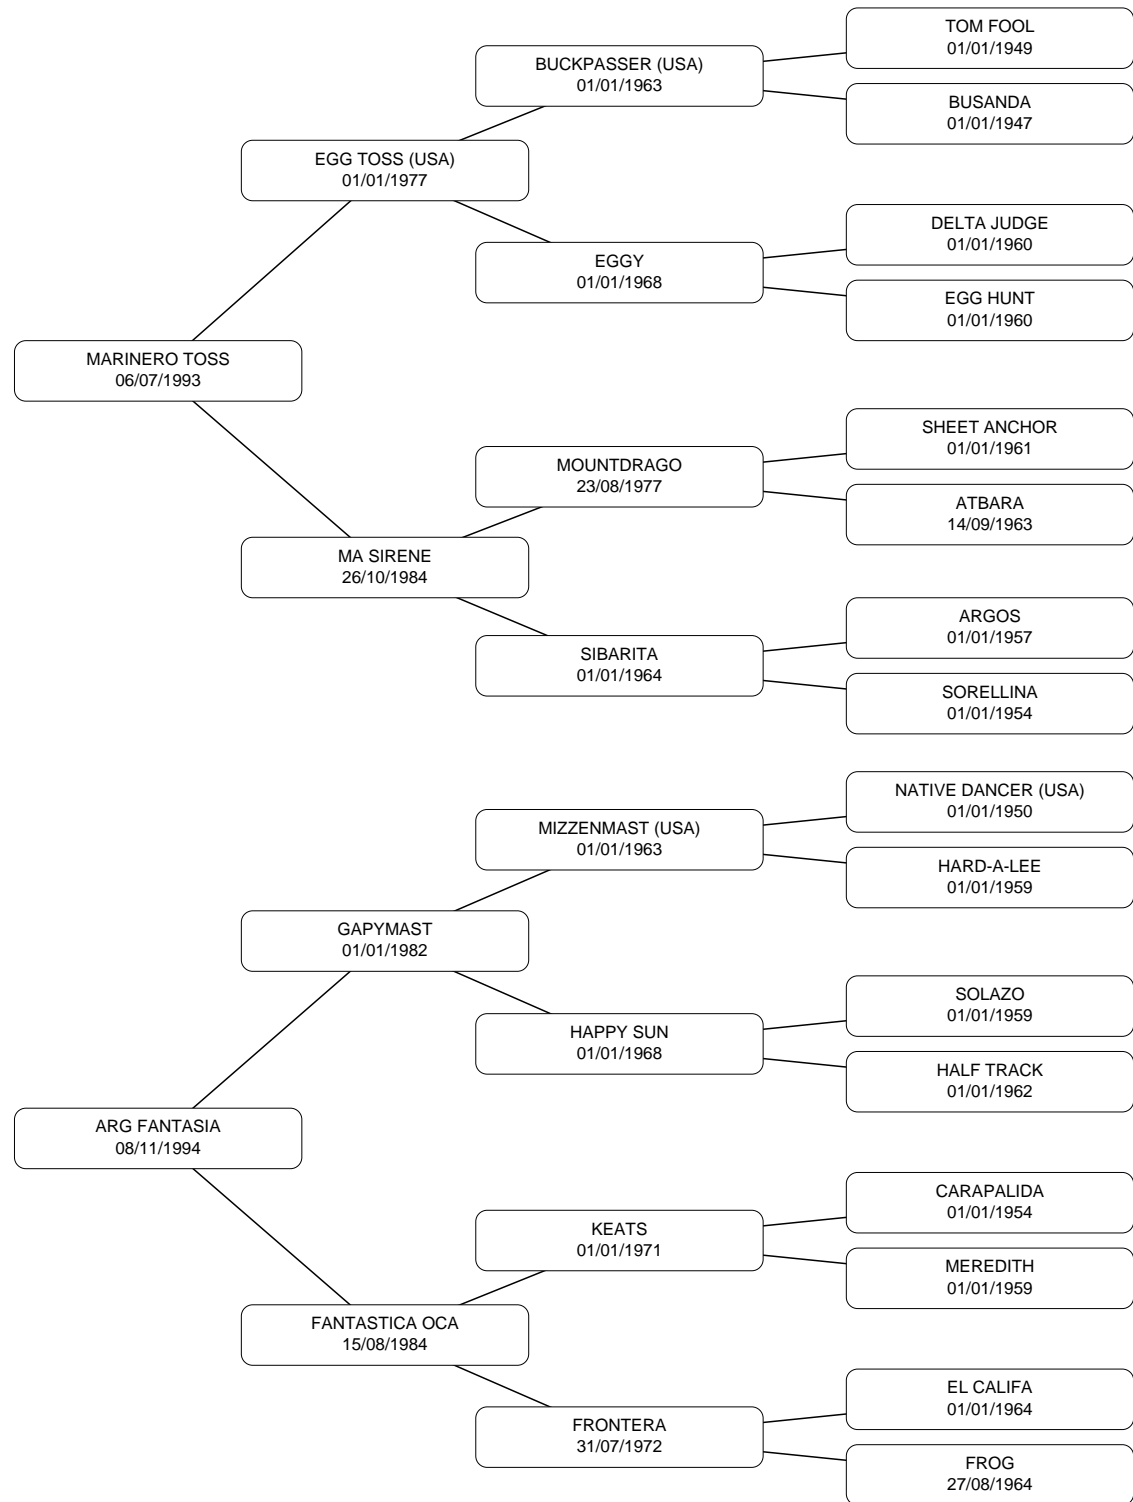 TOM FOOL
01/01/1949
BUCKPASSER (USA)
01/01/1963
BUSANDA
01/01/1947
EGG TOSS (USA)
01/01/1977
DELTA JUDGE
01/01/1960
EGGY
01/01/1968
EGG HUNT
01/01/1960
MARINERO TOSS
06/07/1993
SHEET ANCHOR
01/01/1961
MOUNTDRAGO
23/08/1977
ATBARA
14/09/1963
MA SIRENE
26/10/1984
ARGOS
01/01/1957
SIBARITA
01/01/1964
SORELLINA
01/01/1954
NATIVE DANCER (USA)
01/01/1950
MIZZENMAST (USA)
01/01/1963
HARD-A-LEE
01/01/1959
GAPYMAST
01/01/1982
SOLAZO
01/01/1959
HAPPY SUN
01/01/1968
HALF TRACK
01/01/1962
ARG FANTASIA
08/11/1994
CARAPALIDA
01/01/1954
KEATS
01/01/1971
MEREDITH
01/01/1959
FANTASTICA OCA
15/08/1984
EL CALIFA
01/01/1964
FRONTERA
31/07/1972
FROG
27/08/1964